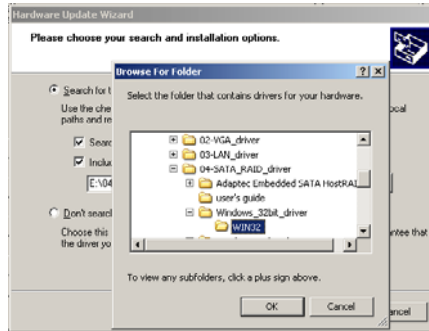 Hardware Update Wizard
Please choose your search and installation options.
Search for t
Use the che
ocal
paths and re
Searc
Includ
E:\04
Don't searcl
Choose this
ntee that
the driver yo
ancel
Browse For Folder
Select the folder that contains drivers for your hardware.
02-VGA_driver
03-LAN_driver
04-SATA_RAID_driver
Adaptec Embedded SATA HostRAI
user's guide
Windows_32bit_driver
WIN32
To view any subfolders, click a plus sign above.
OK
Cancel